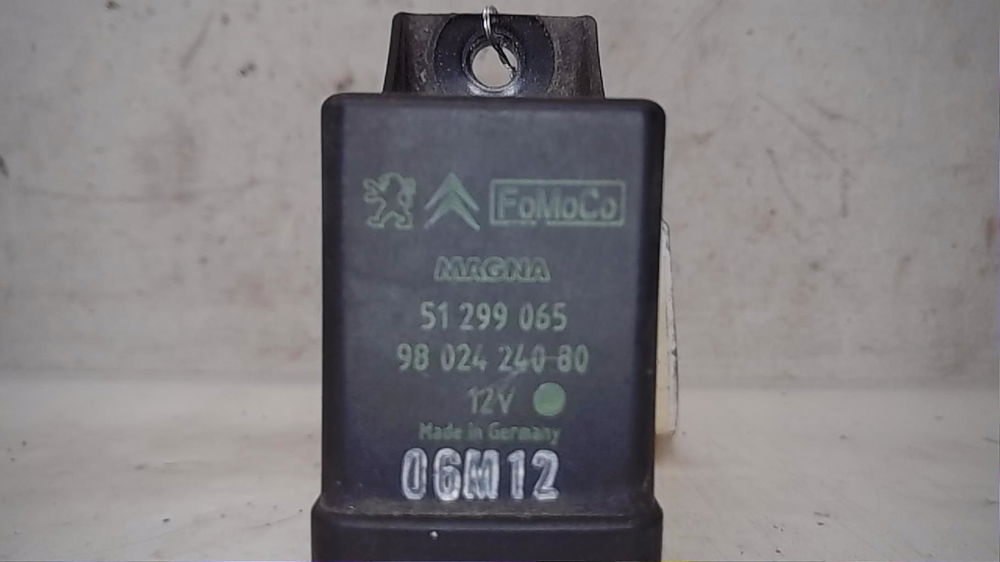 FoMoCo
MAGNA
51 299 065
98 024 240 80
12V
Made in Germany
06M12